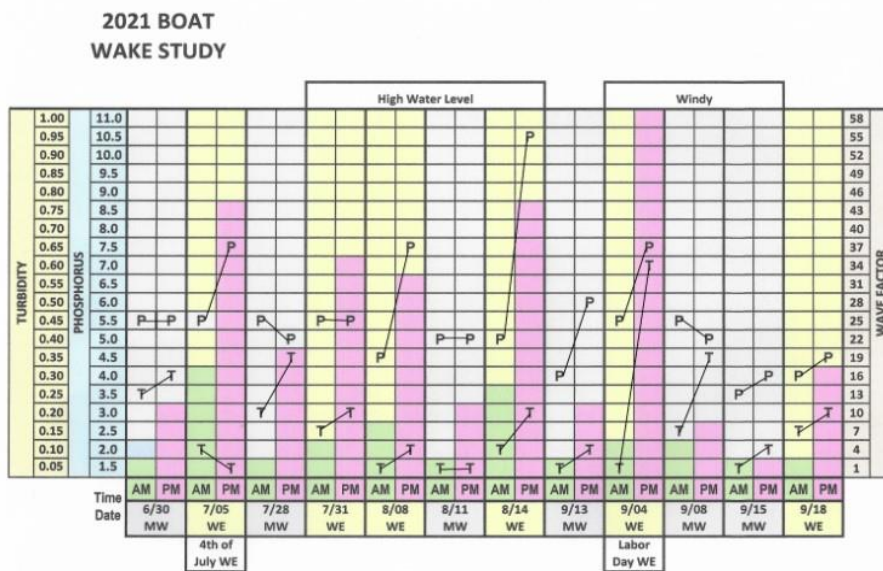 2021 BOAT
WAKE STUDY
High Water Level Windy
TURBIDITY
PHOSPHORUS
WAVE FACTOR
1.00 11.0 58
0.95 10.5 P 55
0.90 10.0 52
0.85 9.5 49
0.80 9.0 46
0.75 8.5 43
0.70 8.0 40
0.65 7.5 P P P 37
0.60 7.0 T 34
0.55 6.5 31
0.50 6.0 P 28
0.45 5.5 P P P P P P P P 25
0.40 5.0 P P P P P 22
0.35 4.5 T P T P 19
0.30 4.0 T P P P 16
0.25 3.5 T P 13
0.20 3.0 T T T T 10
0.15 2.5 T T T 7
0.10 2.0 T T T T T 4
0.05 1.5 T T T T T T T 1
Time AM PM AM PM AM PM AM PM AM PM AM PM AM PM AM PM AM PM AM PM AM PM AM PM
Date 6/30 7/05 7/28 7/31 8/08 8/11 8/14 9/13 9/04 9/08 9/15 9/18
MW WE MW WE WE MW WE MW WE MW MW WE
4th of
July WE
Labor
Day WE